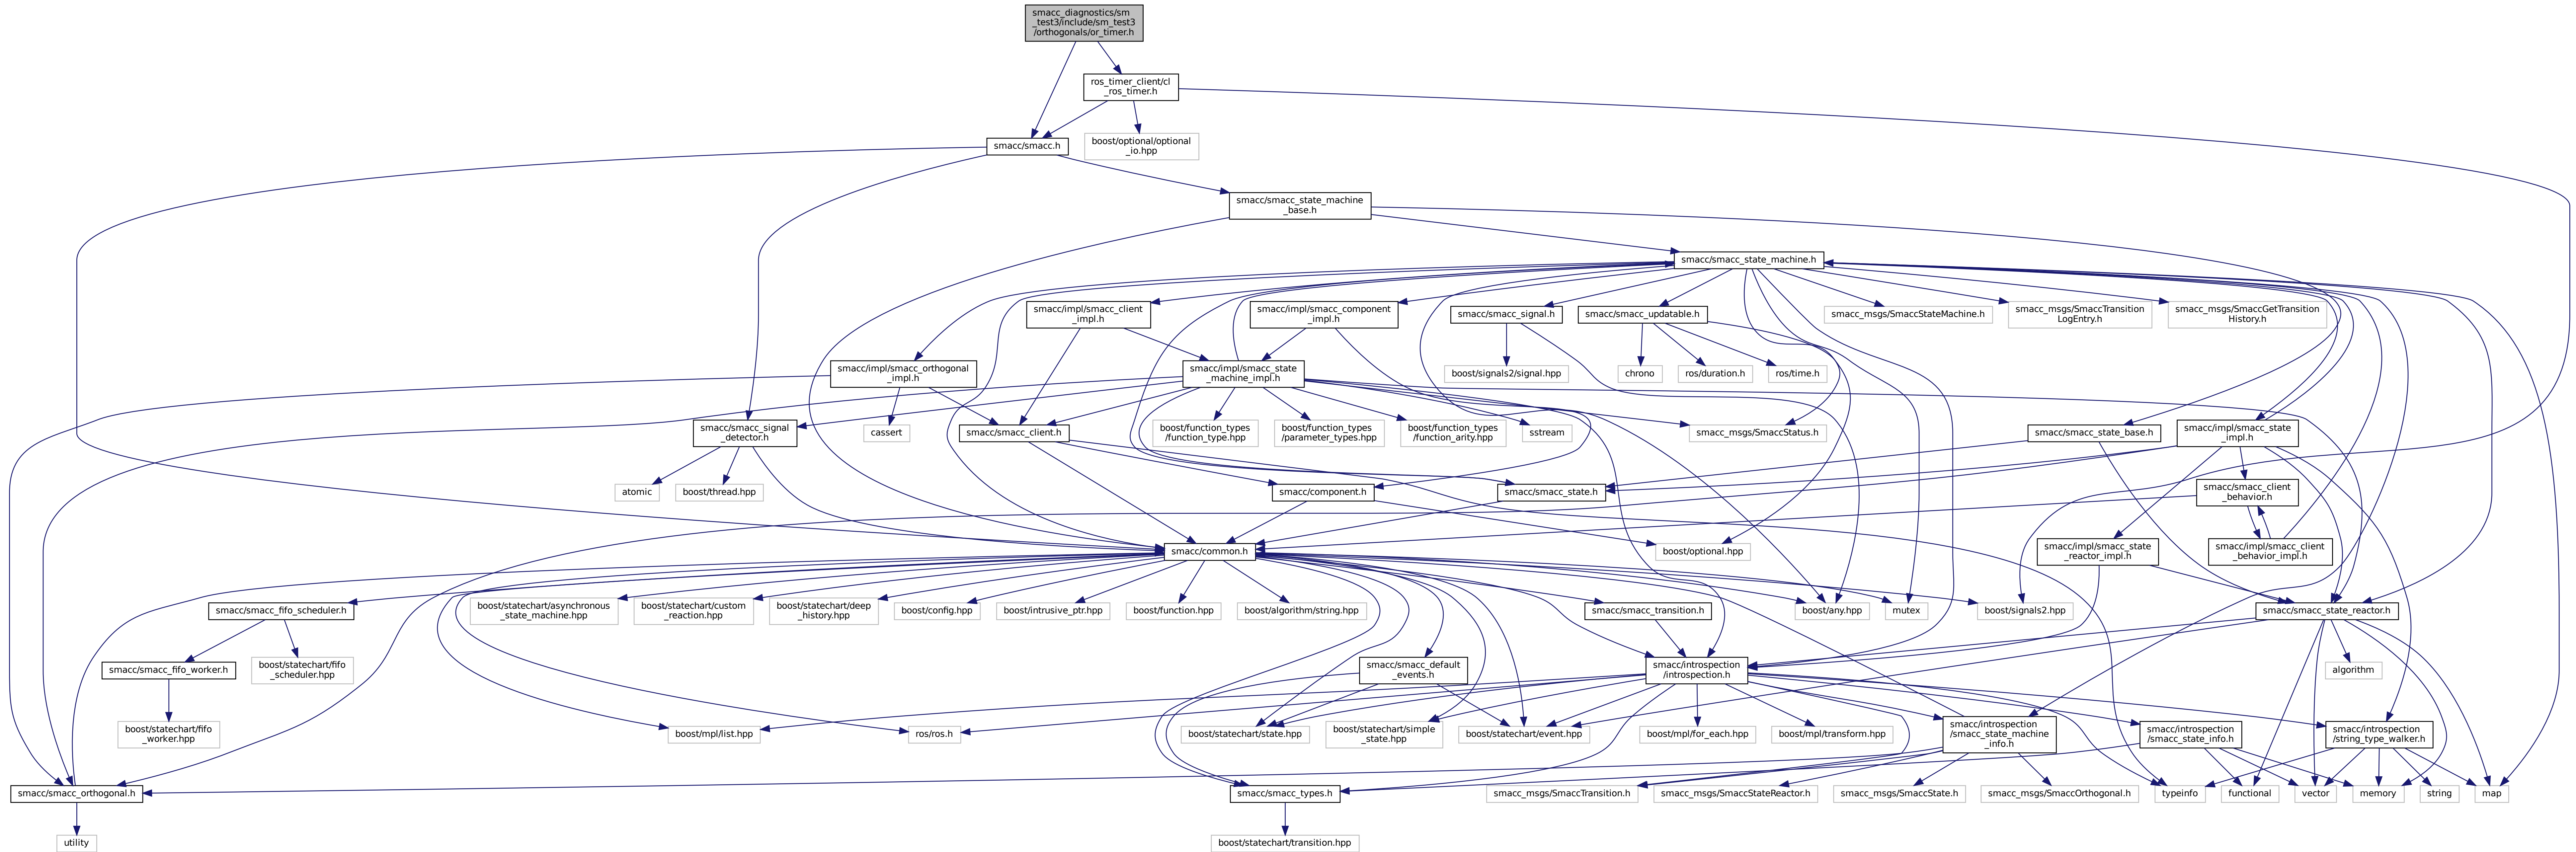 smacc_diagnostics/sm
_test3/include/sm_test3
/orthogonals/or_timer.h
ros_timer_client/cl
_ros_timer.h
smacc/smacc.h
boost/optional/optional
_io.hpp
smacc/smacc_state_machine
_base.h
smacc/smacc_state_machine.h
smacc/impl/smacc_client
_impl.h
smacc/impl/smacc_component
_impl.h
smacc/smacc_signal.h
smacc/smacc_updatable.h
smacc_msgs/SmaccStateMachine.h
smacc_msgs/SmaccTransition
LogEntry.h
smacc_msgs/SmaccGetTransition
History.h
smacc/impl/smacc_orthogonal
_impl.h
smacc/impl/smacc_state
_machine_impl.h
boost/signals2/signal.hpp
chrono
ros/duration.h
ros/time.h
smacc/smacc_signal
_detector.h
cassert
smacc/smacc_client.h
boost/function_types
/function_type.hpp
boost/function_types
/parameter_types.hpp
boost/function_types
/function_arity.hpp
sstream
smacc_msgs/SmaccStatus.h
smacc/smacc_state_base.h
smacc/impl/smacc_state
_impl.h
atomic
boost/thread.hpp
smacc/component.h
smacc/smacc_state.h
smacc/smacc_client
_behavior.h
smacc/common.h
boost/optional.hpp
smacc/impl/smacc_state
_reactor_impl.h
smacc/impl/smacc_client
_behavior_impl.h
smacc/smacc_fifo_scheduler.h
boost/statechart/asynchronous
_state_machine.hpp
boost/statechart/custom
_reaction.hpp
boost/statechart/deep
_history.hpp
boost/config.hpp
boost/intrusive_ptr.hpp
boost/function.hpp
boost/algorithm/string.hpp
smacc/smacc_transition.h
boost/any.hpp
mutex
boost/signals2.hpp
smacc/smacc_state_reactor.h
smacc/smacc_fifo_worker.h
boost/statechart/fifo
_scheduler.hpp
smacc/smacc_default
_events.h
smacc/introspection
/introspection.h
algorithm
boost/statechart/fifo
_worker.hpp
boost/mpl/list.hpp
ros/ros.h
boost/statechart/state.hpp
boost/statechart/simple
_state.hpp
boost/statechart/event.hpp
boost/mpl/for_each.hpp
boost/mpl/transform.hpp
smacc/introspection
/smacc_state_machine
_info.h
smacc/introspection
/smacc_state_info.h
smacc/introspection
/string_type_walker.h
smacc/smacc_orthogonal.h
smacc/smacc_types.h
smacc_msgs/SmaccTransition.h
smacc_msgs/SmaccStateReactor.h
smacc_msgs/SmaccState.h
smacc_msgs/SmaccOrthogonal.h
typeinfo
functional
vector
memory
string
map
utility
boost/statechart/transition.hpp